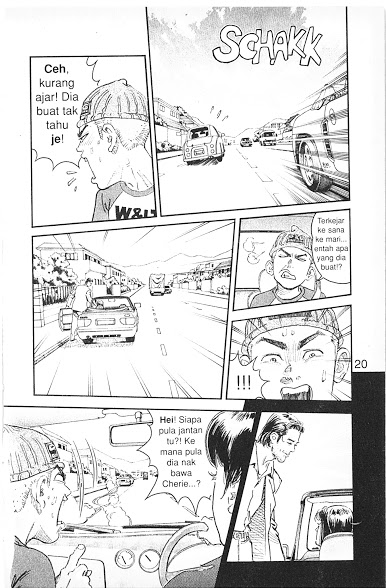 SCHAKK
Ceh,
kurang
ajar! Dia
buat tak
tahu
je!
Terkejar
ke sana
ke mari...
entah apa
yang dia
buat!?
!!!
20
Hei! Siapa
pula jantan
tu?! Ke
mana pula
dia nak
bawa
Cherie...?